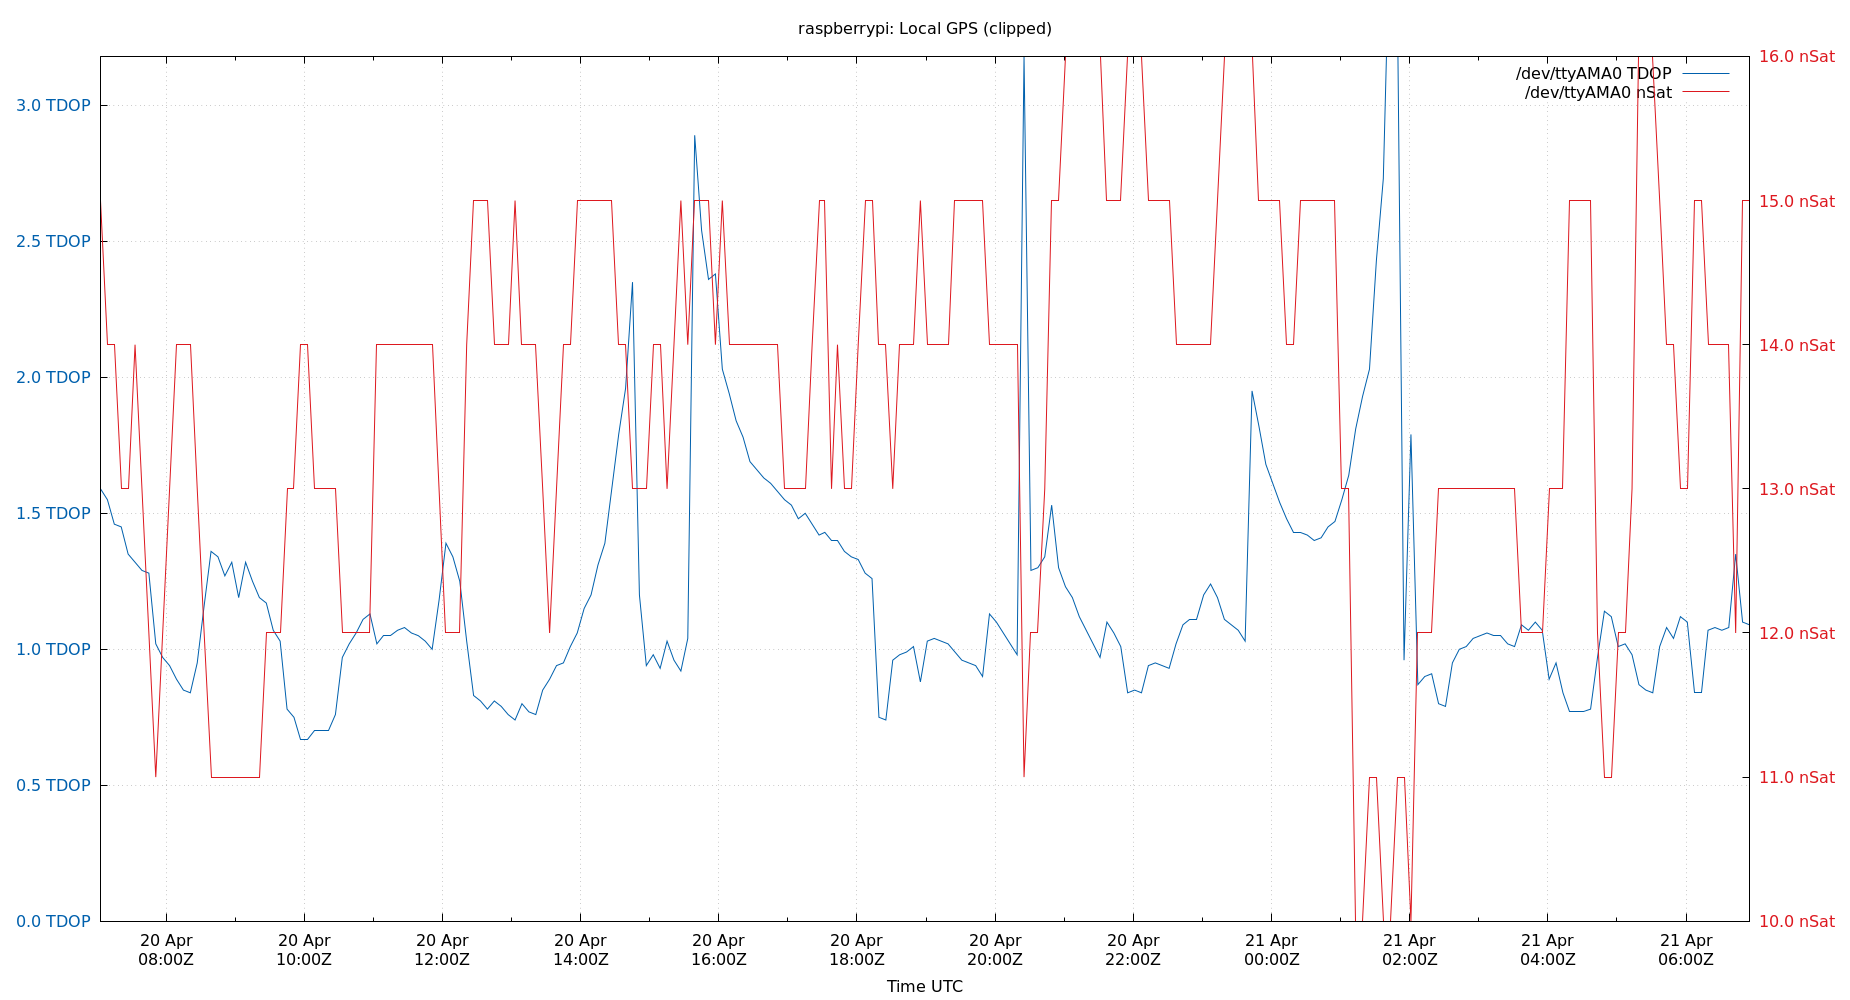 raspberrypi: Local GPS (clipped)
/dev/ttyAMA0 TDOP
/dev/ttyAMA0 nSat
3.0 TDOP
2.5 TDOP
2.0 TDOP
1.5 TDOP
1.0 TDOP
0.5 TDOP
0.0 TDOP
16.0 nSat
15.0 nSat
14.0 nSat
13.0 nSat
12.0 nSat
11.0 nSat
10.0 nSat
20 Apr
08:00Z
20 Apr
10:00Z
20 Apr
12:00Z
20 Apr
14:00Z
20 Apr
16:00Z
20 Apr
18:00Z
20 Apr
20:00Z
20 Apr
22:00Z
21 Apr
00:00Z
21 Apr
02:00Z
21 Apr
04:00Z
21 Apr
06:00Z
Time UTC